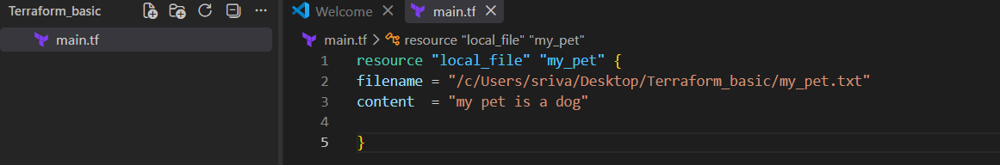 Terraform_basic
main.tf
Welcome
main.tf
main.tf > resource "local_file" "my_pet"
1 resource "local_file" "my_pet" {
2 filename = "/c/Users/sriva/Desktop/Terraform_basic/my_pet.txt"
3 content  = "my pet is a dog"
4
5 }